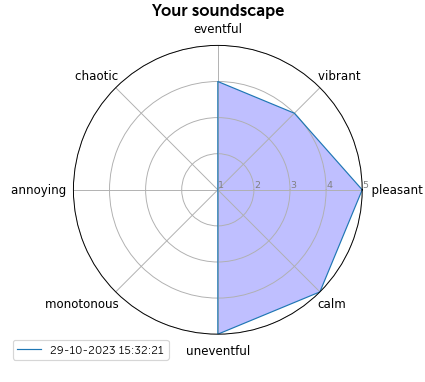 Your soundscape
eventful
chaotic
vibrant
annoying
1 2 3 4 5
pleasant
monotonous
calm
uneventful
29-10-2023 15:32:21